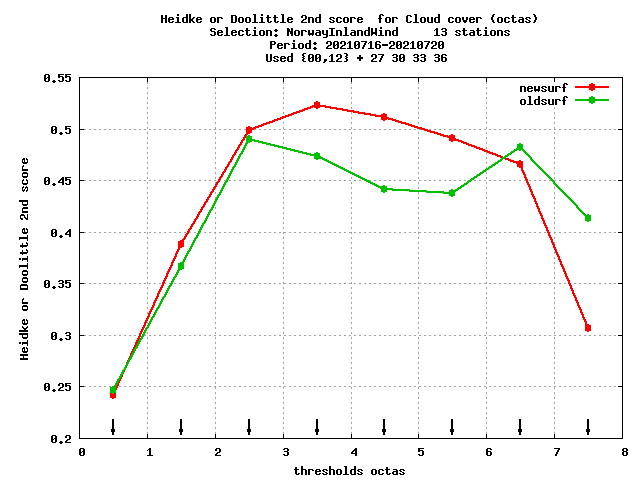 Heidke or Doolittle 2nd score  for Cloud cover (octas)
Selection: NorwayInlandWind     13 stations
Period: 20210716-20210720
Used {00,12} + 27 30 33 36
newsurf
oldsurf
Heidke or Doolittle 2nd score
0.55
0.5
0.45
0.4
0.35
0.3
0.25
0.2
0 1 2 3 4 5 6 7 8
thresholds octas